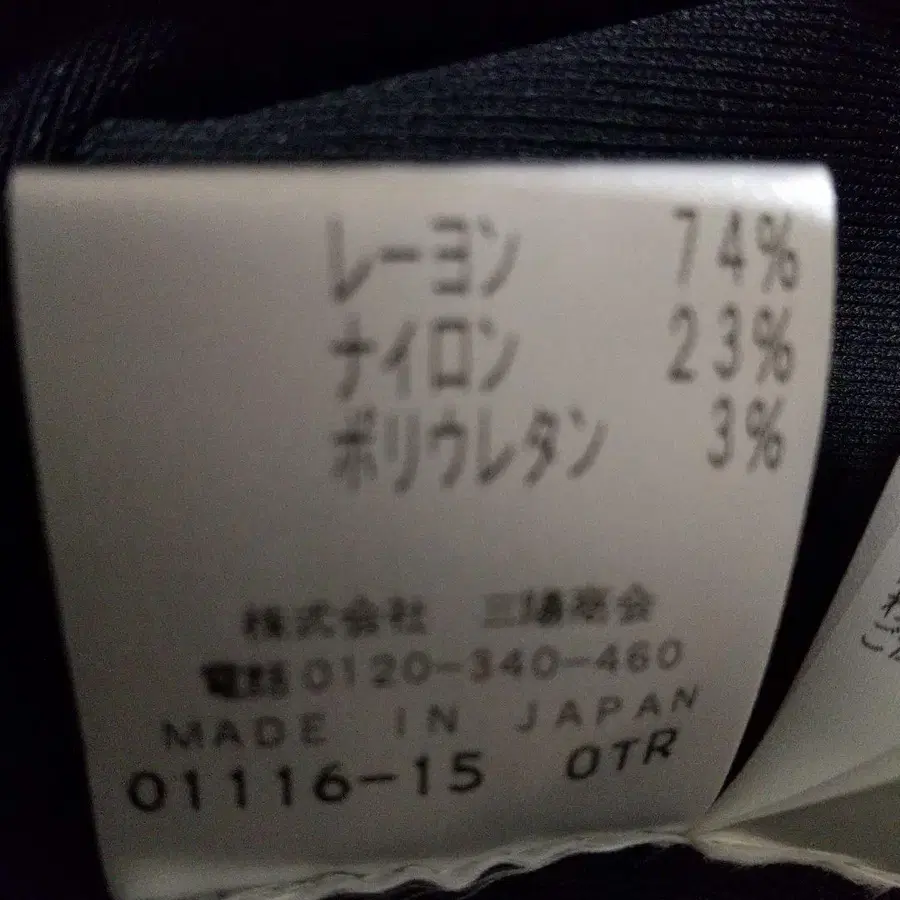 レーヨン 74%
ナイロン 23%
ポリウレタン 3%
株式会社 三陽商会
電話0120-340-460
MADE IN JAPAN
01116-15 OTR